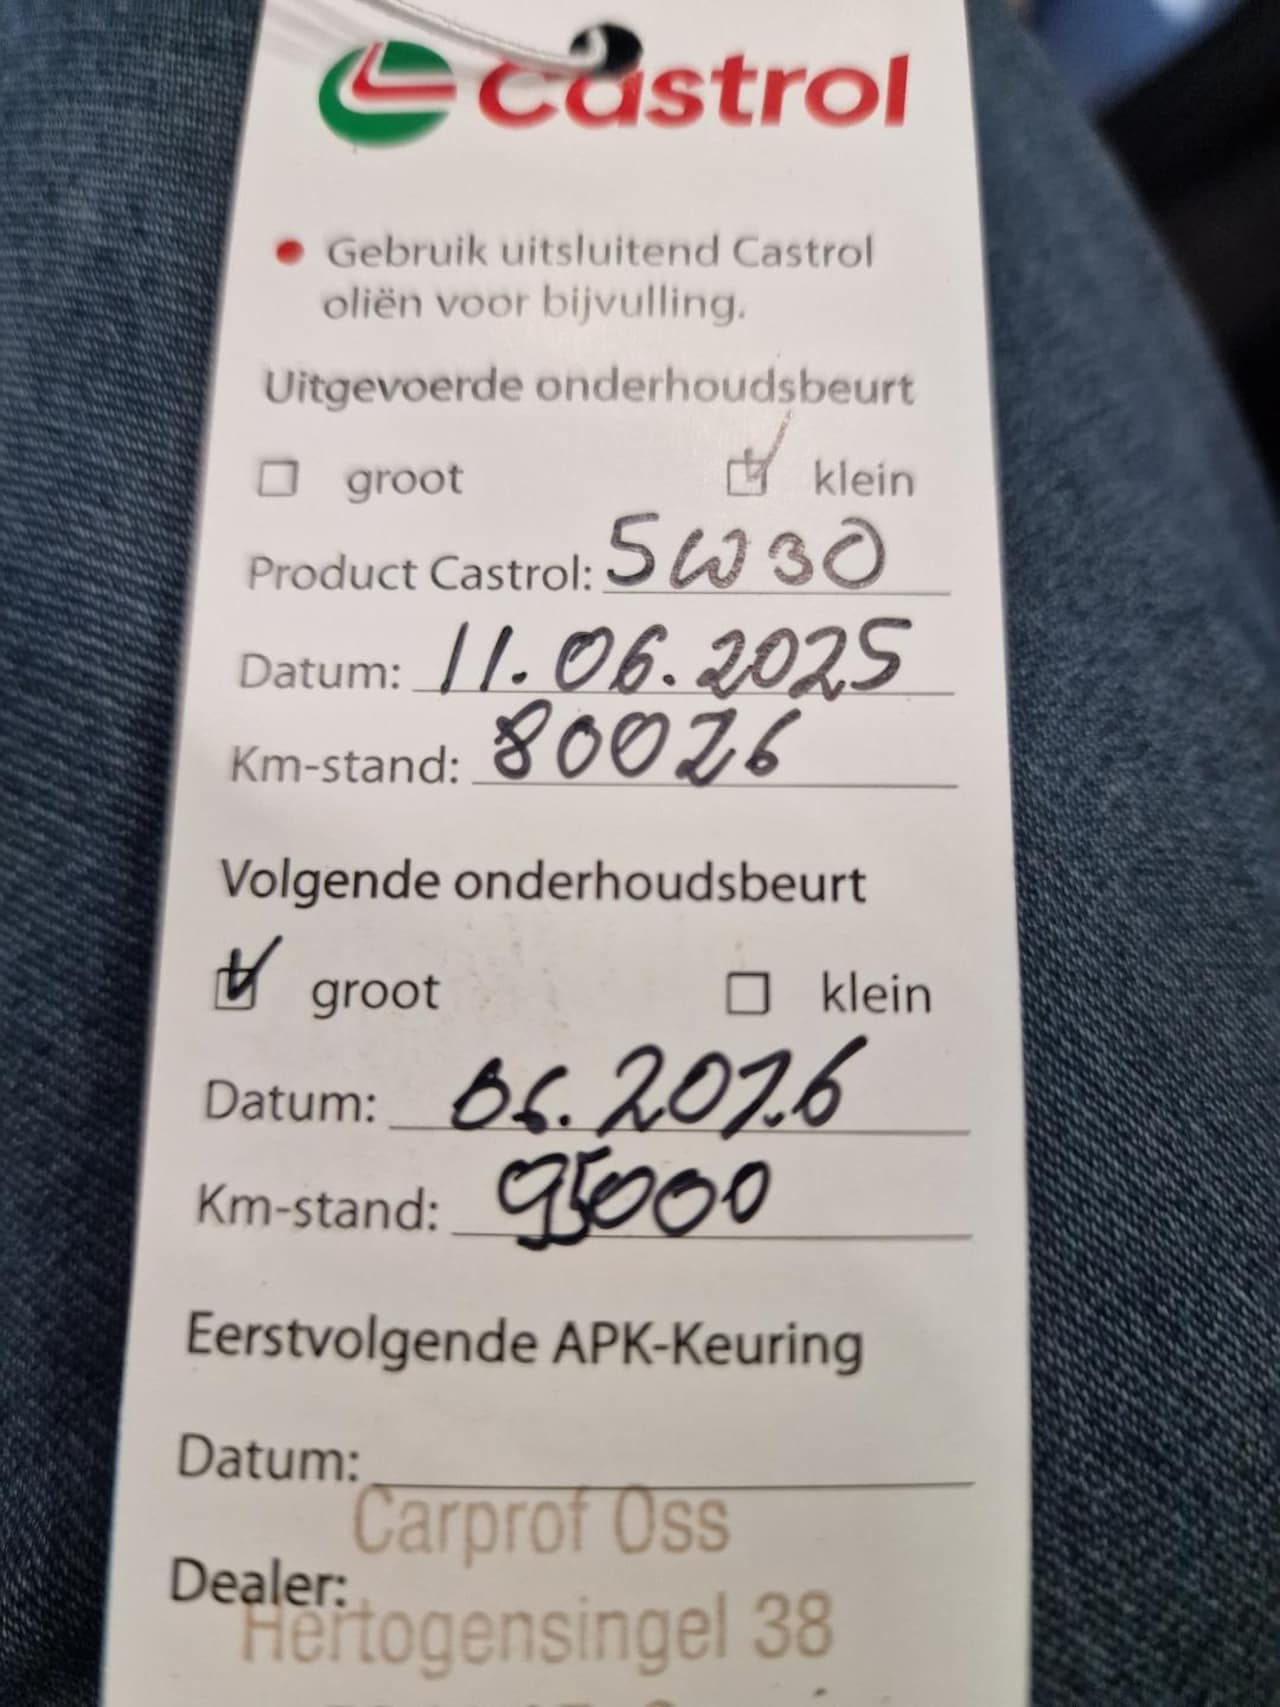 Castrol
• Gebruik uitsluitend Castrol
oliën voor bijvulling.
Uitgevoerde onderhoudsbeurt
☐ groot ☑ klein
Product Castrol: 5W30
Datum: 11.06.2025
Km-stand: 80026
Volgende onderhoudsbeurt
☑ groot ☐ klein
Datum: 06.2026
Km-stand: 95000
Eerstvolgende APK-Keuring
Datum:
Carprof Oss
Dealer:
Hertogensingel 38